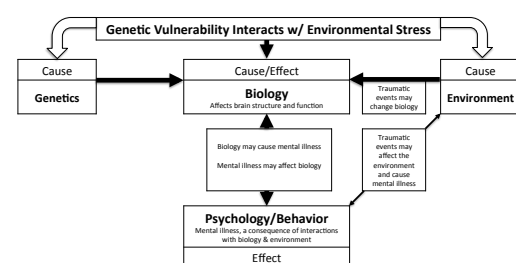 Genetic Vulnerability Interacts w/ Environmental Stress
Cause
Genetics
Cause/Effect
Biology
Affects brain structure and function
Cause
Environment
Traumatic
events may
change biology
Biology may cause mental illness
Mental illness may affect biology
Traumatic
events may
affect the
environment
and cause
mental illness
Psychology/Behavior
Mental illness, a consequence of interactions
with biology & environment
Effect